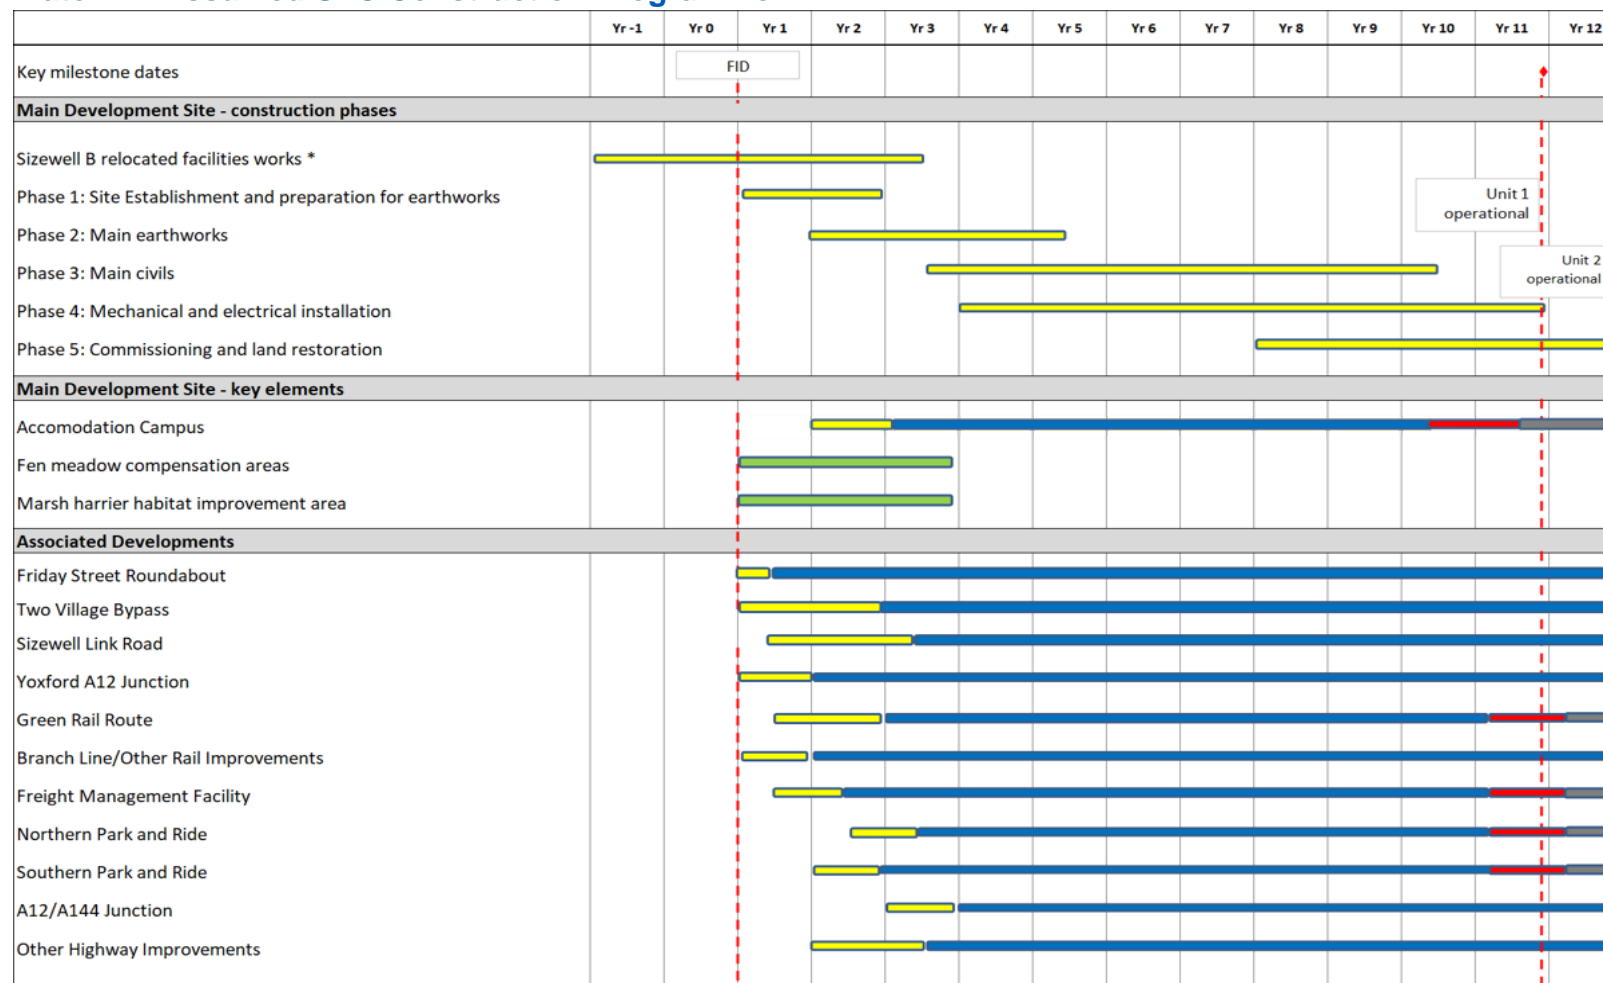 Yr -1 Yr 0 Yr 1 Yr 2 Yr 3 Yr 4 Yr 5 Yr 6 Yr 7 Yr 8 Yr 9 Yr 10 Yr 11 Yr 12
Key milestone dates
FID
Main Development Site - construction phases
Sizewell B relocated facilities works *
Phase 1: Site Establishment and preparation for earthworks
Unit 1
operational
Phase 2: Main earthworks
Phase 3: Main civils
Unit 2
operational
Phase 4: Mechanical and electrical installation
Phase 5: Commissioning and land restoration
Main Development Site - key elements
Accomodation Campus
Fen meadow compensation areas
Marsh harrier habitat improvement area
Associated Developments
Friday Street Roundabout
Two Village Bypass
Sizewell Link Road
Yoxford A12 Junction
Green Rail Route
Branch Line/Other Rail Improvements
Freight Management Facility
Northern Park and Ride
Southern Park and Ride
A12/A144 Junction
Other Highway Improvements